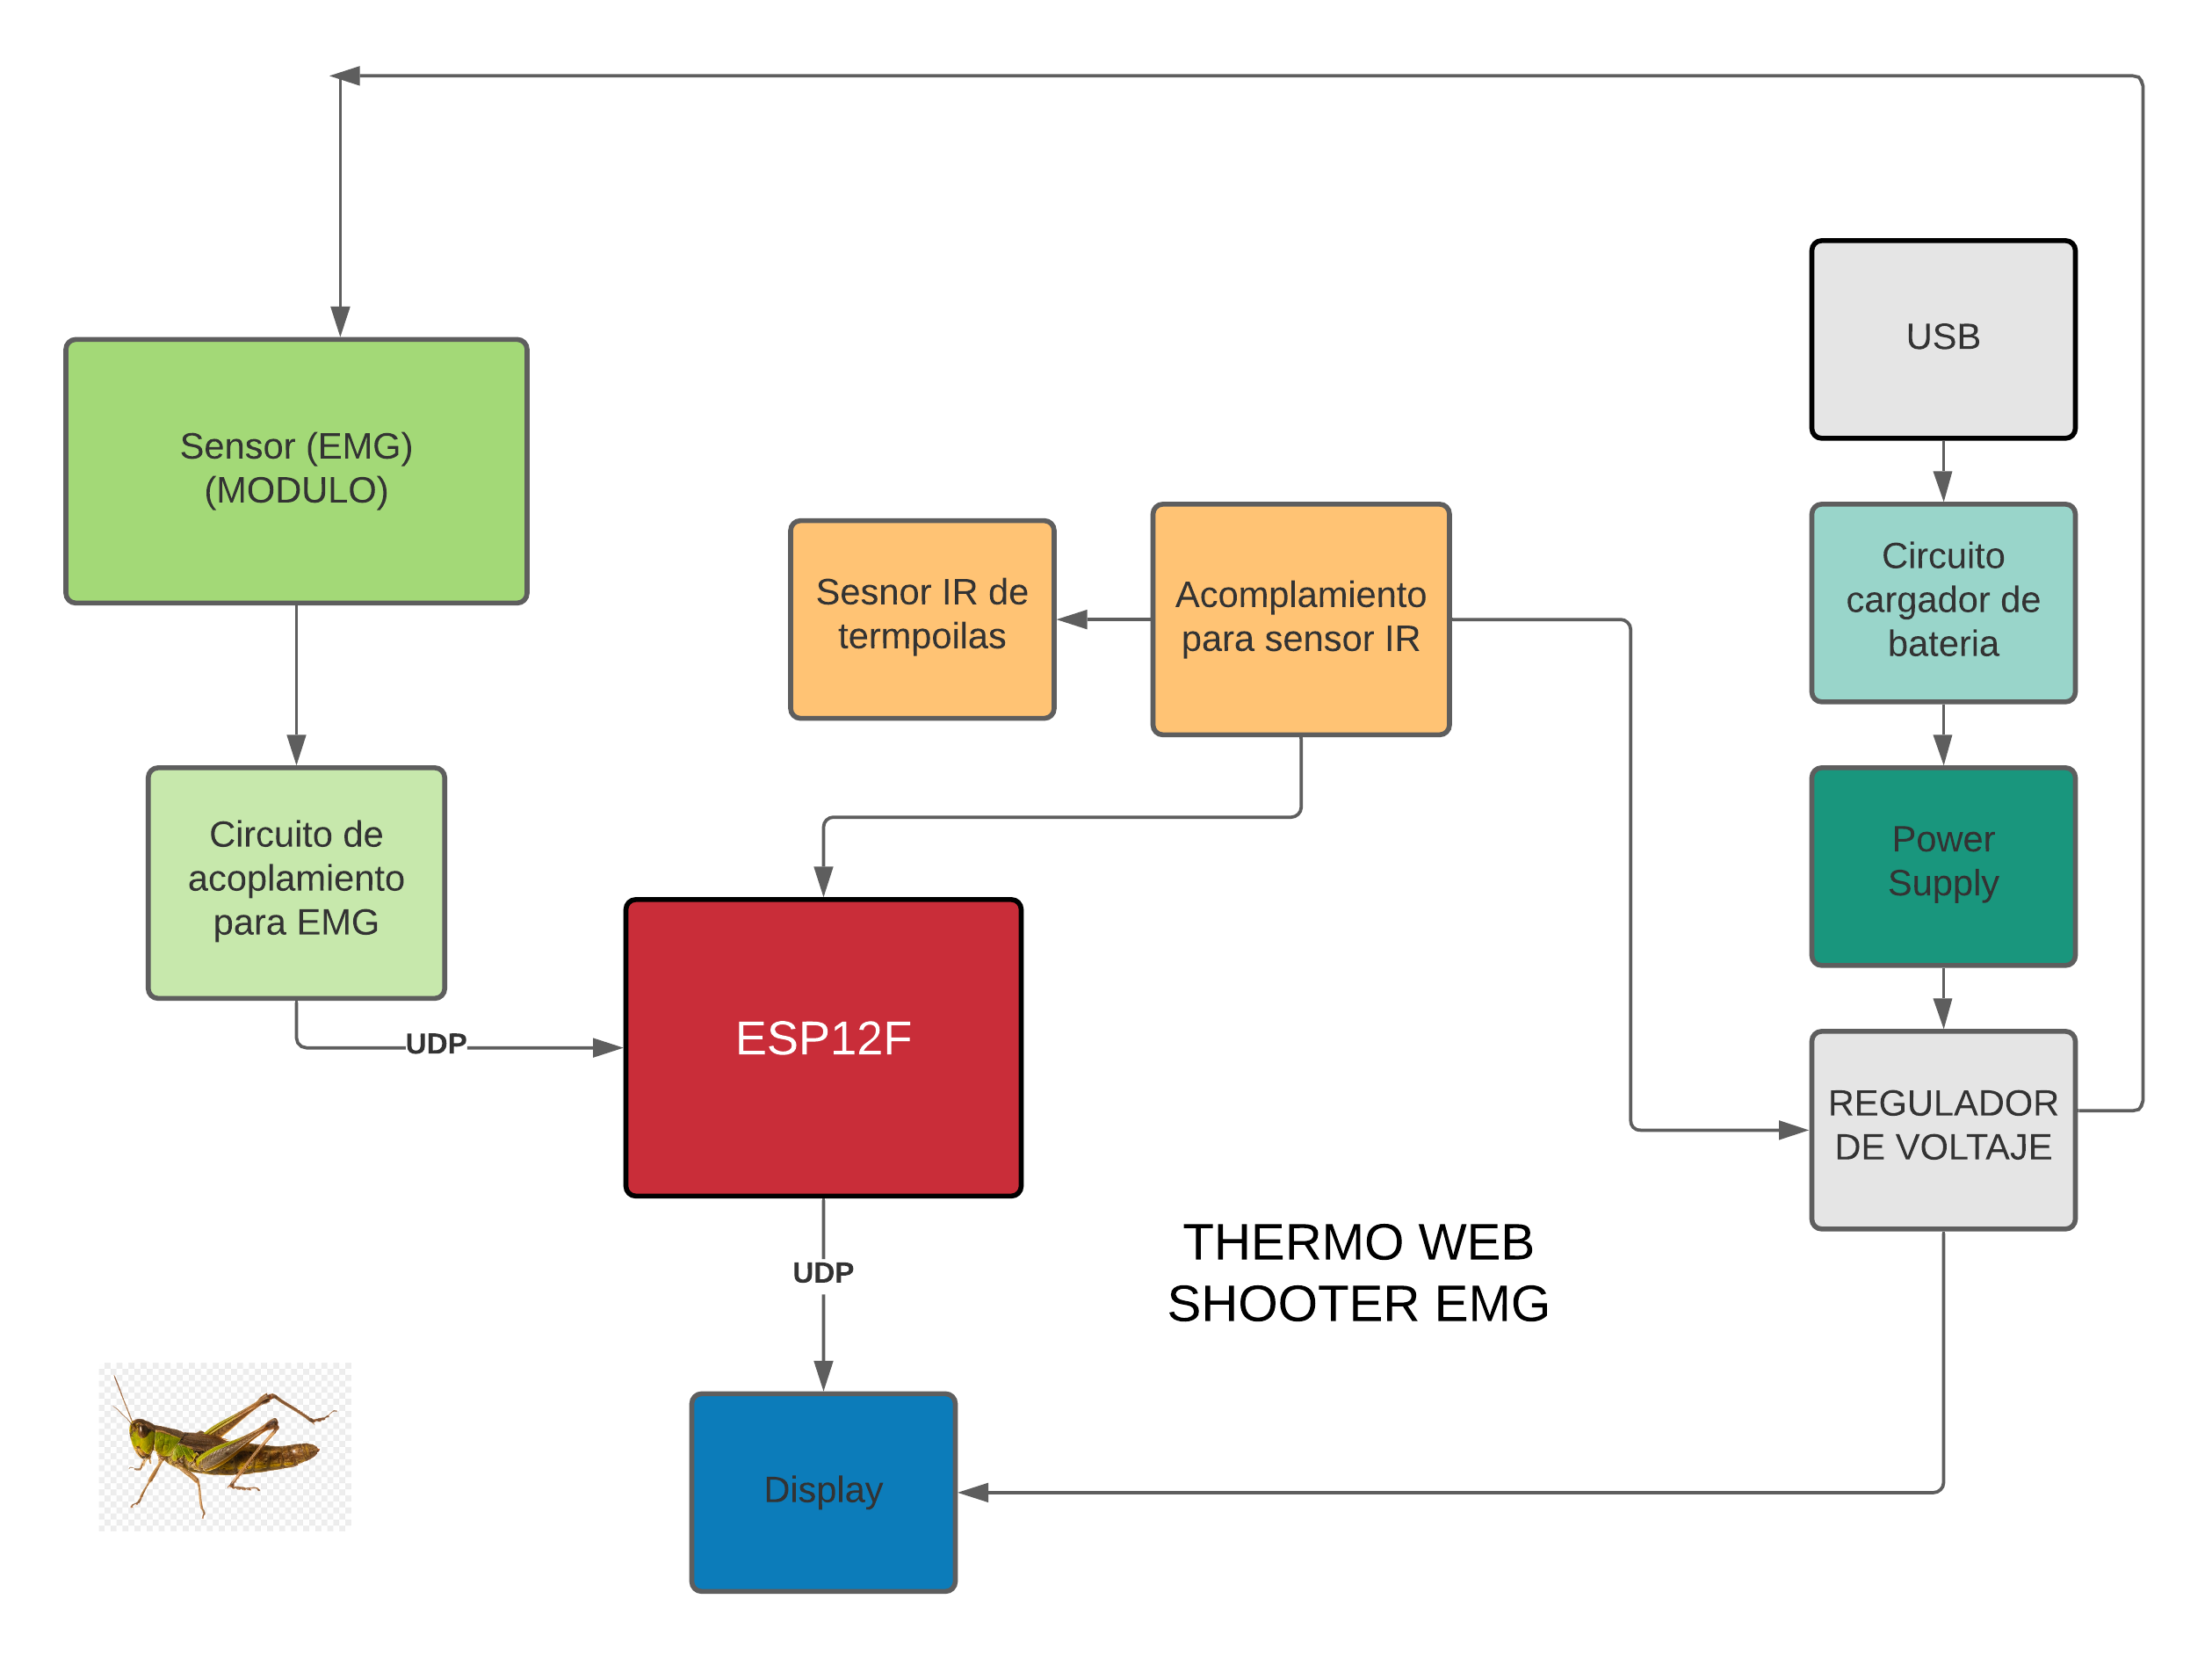 USB
Sensor (EMG)
(MODULO)
Circuito
cargador de
bateria
Sesnor IR de
termpoilas
Acomplamiento
para sensor IR
Circuito de
acoplamiento
para EMG
Power
Supply
UDP
ESP12F
REGULADOR
DE VOLTAJE
UDP
THERMO WEB
SHOOTER EMG
Display